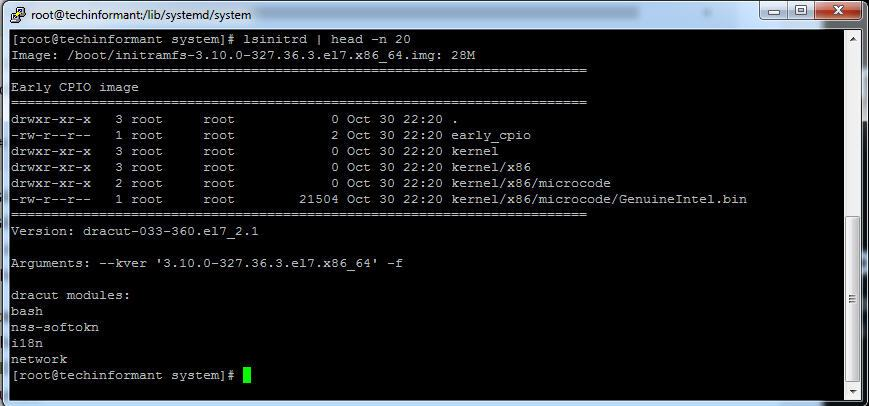 root@techinformant:/lib/systemd/system
[root@techinformant system]# lsinitrd | head -n 20
Image: /boot/initramfs-3.10.0-327.36.3.el7.x86_64.img: 28M
========================================================================
Early CPIO image
========================================================================
drwxr-xr-x   3 root     root            0 Oct 30 22:20 .
-rw-r--r--   1 root     root            2 Oct 30 22:20 early_cpio
drwxr-xr-x   3 root     root            0 Oct 30 22:20 kernel
drwxr-xr-x   3 root     root            0 Oct 30 22:20 kernel/x86
drwxr-xr-x   2 root     root            0 Oct 30 22:20 kernel/x86/microcode
-rw-r--r--   1 root     root        21504 Oct 30 22:20 kernel/x86/microcode/GenuineIntel.bin
========================================================================
Version: dracut-033-360.el7_2.1
Arguments: --kver '3.10.0-327.36.3.el7.x86_64' -f
dracut modules:
bash
nss-softokn
i18n
network
[root@techinformant system]#